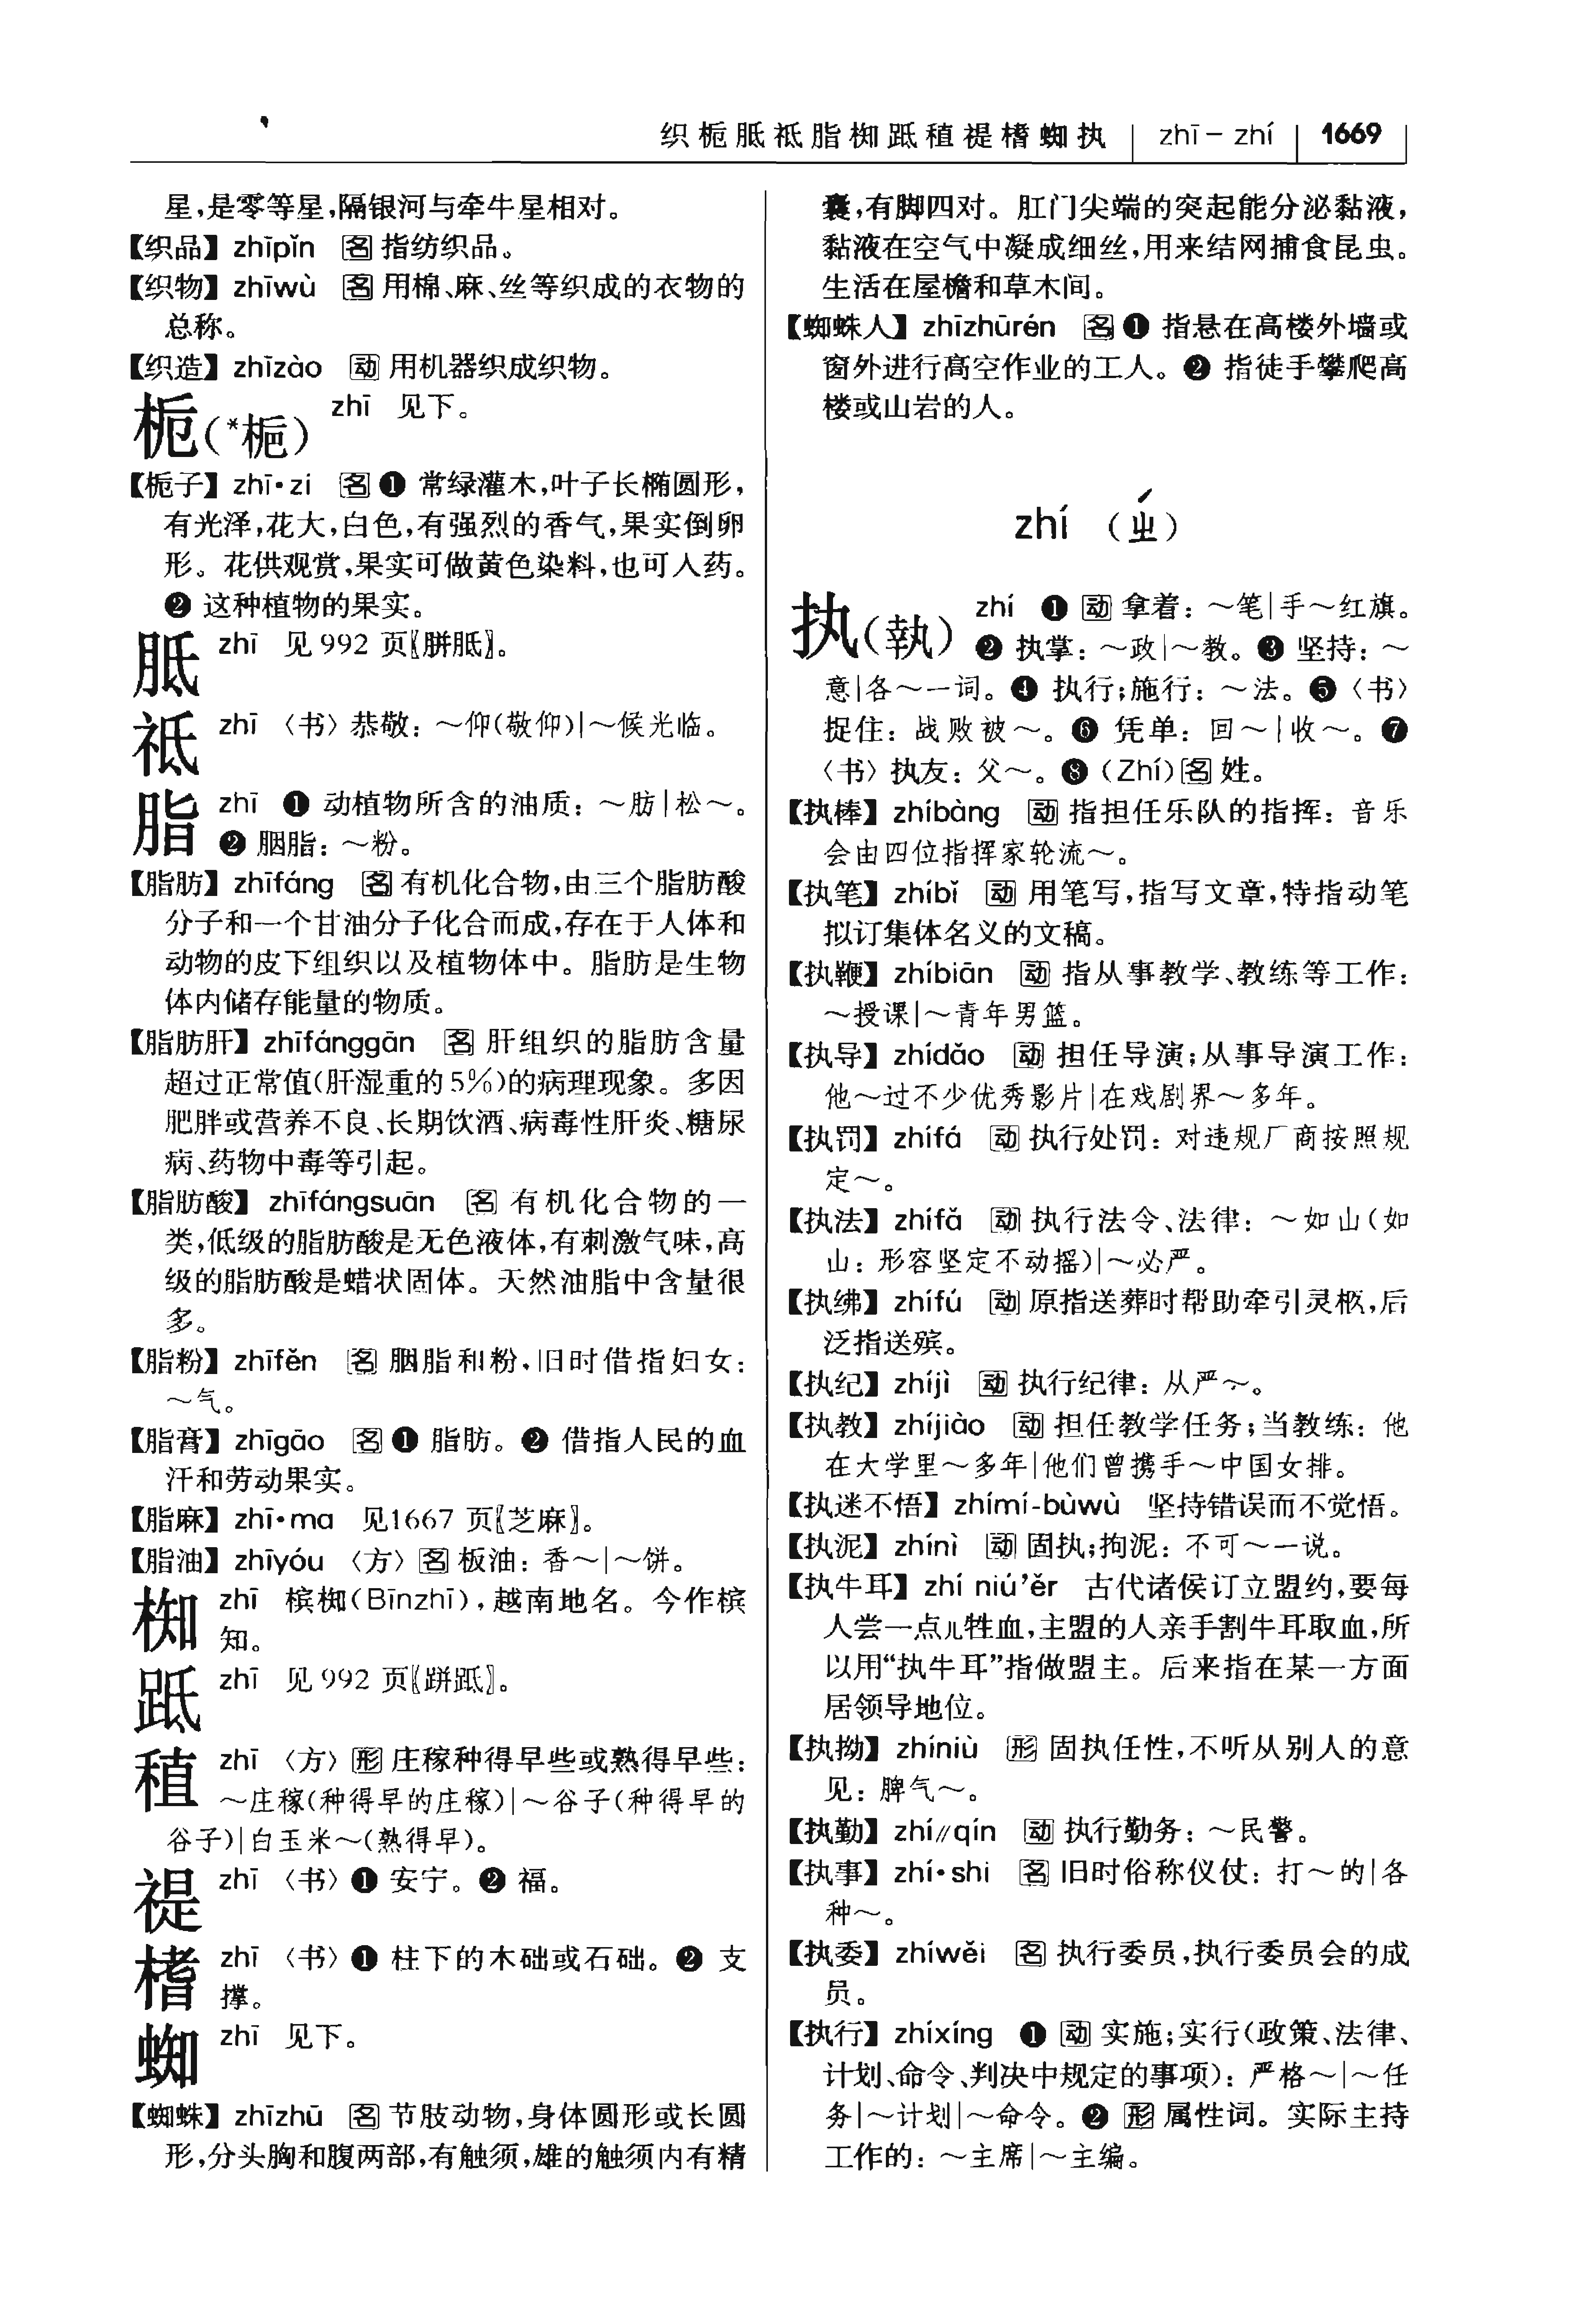 织栀胝祗脂椥跖稙禔榰蜘执 zhī－zhí 1669
星,是零等星,隔银河与牵牛星相对。
【织品】zhīpǐn 名 指纺织品。
【织物】zhīwù 名 用棉、麻、丝等织成的衣物的
总称。
【织造】zhīzào 动 用机器织成织物。
栀(*梔) zhī 见下。
【栀子】zhī·zi 名 ❶ 常绿灌木,叶子长椭圆形,
有光泽,花大,白色,有强烈的香气,果实倒卵
形。花供观赏,果实可做黄色染料,也可入药。
❷ 这种植物的果实。
胝 zhī 见 992 页〖胼胝〗。
祗 zhī 〈书〉恭敬：～仰(敬仰)|～候光临。
脂 zhī ❶ 动植物所含的油质：～肪|松～。
❷ 胭脂：～粉。
【脂肪】zhīfáng 名 有机化合物,由三个脂肪酸
分子和一个甘油分子化合而成,存在于人体和
动物的皮下组织以及植物体中。脂肪是生物
体内储存能量的物质。
【脂肪肝】zhīfánggān 名 肝组织的脂肪含量
超过正常值(肝湿重的5％)的病理现象。多因
肥胖或营养不良、长期饮酒、病毒性肝炎、糖尿
病、药物中毒等引起。
【脂肪酸】zhīfángsuān 名 有机化合物的一
类,低级的脂肪酸是无色液体,有刺激气味,高
级的脂肪酸是蜡状固体。天然油脂中含量很
多。
【脂粉】zhīfěn 名 胭脂和粉,旧时借指妇女：
～气。
【脂膏】zhīgāo 名 ❶ 脂肪。❷ 借指人民的血
汗和劳动果实。
【脂麻】zhī·ma 见1667 页〖芝麻〗。
【脂油】zhīyóu 〈方〉名 板油：香～|～饼。
椥 zhī 槟椥(Bīnzhī),越南地名。今作槟
知。
胝 zhī 见 992 页〖跰𧿲〗。
稙 zhī 〈方〉形 庄稼种得早些或熟得早些：
～庄稼(种得早的庄稼)|～谷子(种得早的
谷子)|白玉米～(熟得早)。
禔 zhī 〈书〉❶ 安宁。❷ 福。
榰 zhī 〈书〉❶ 柱下的木础或石础。❷ 支
撑。
蜘 zhī 见下。
【蜘蛛】zhīzhū 名 节肢动物,身体圆形或长圆
形,分头胸和腹两部,有触须,雄的触须内有精
囊,有脚四对。肛门尖端的突起能分泌黏液,
黏液在空气中凝成细丝,用来结网捕食昆虫。
生活在屋檐和草木间。
【蜘蛛人】zhīzhūrén 名 ❶ 指悬在高楼外墙或
窗外进行高空作业的工人。❷ 指徒手攀爬高
楼或山岩的人。
zhí （ㄓˊ）
执(執) zhí ❶ 动 拿着：～笔|手～红旗。
❷ 执掌：～政|～教。❸ 坚持：～
意|各～一词。❹ 执行;施行：～法。❺〈书〉
捉住：战败被～。❻ 凭单：回～|收～。❼
〈书〉执友：父～。❽ (Zhí) 名 姓。
【执棒】zhíbàng 动 指担任乐队的指挥：音乐
会由四位指挥家轮流～。
【执笔】zhíbǐ 动 用笔写,指写文章,特指动笔
拟订集体名义的文稿。
【执鞭】zhíbiān 动 指从事教学、教练等工作：
～授课|～青年男篮。
【执导】zhídǎo 动 担任导演;从事导演工作：
他～过不少优秀影片|在戏剧界～多年。
【执罚】zhífá 动 执行处罚：对违规厂商按照规
定～。
【执法】zhífǎ 动 执行法令、法律：～如山(如
山：形容坚定不动摇)|～必严。
【执绋】zhífú 动 原指送葬时帮助牵引灵柩,后
泛指送殡。
【执纪】zhíjì 动 执行纪律：从严～。
【执教】zhíjiào 动 担任教学任务;当教练：他
在大学里～多年|他们曾携手～中国女排。
【执迷不悟】zhímí-bùwù 坚持错误而不觉悟。
【执泥】zhínì 动 固执;拘泥：不可～一说。
【执牛耳】zhí niú’ěr 古代诸侯订立盟约,要每
人尝一点儿牲血,主盟的人亲手割牛耳取血,所
以用“执牛耳”指做盟主。后来指在某一方面
居领导地位。
【执拗】zhíniù 形 固执任性,不听从别人的意
见：脾气～。
【执勤】zhí∥qín 动 执行勤务：～民警。
【执事】zhí·shi 名 旧时俗称仪仗：打～的|各
种～。
【执委】zhíwěi 名 执行委员,执行委员会的成
员。
【执行】zhíxíng ❶ 动 实施;实行(政策、法律、
计划、命令、判决中规定的事项)：严格～|～任
务|～计划|～命令。❷ 形 属性词。实际主持
工作的：～主席|～主编。